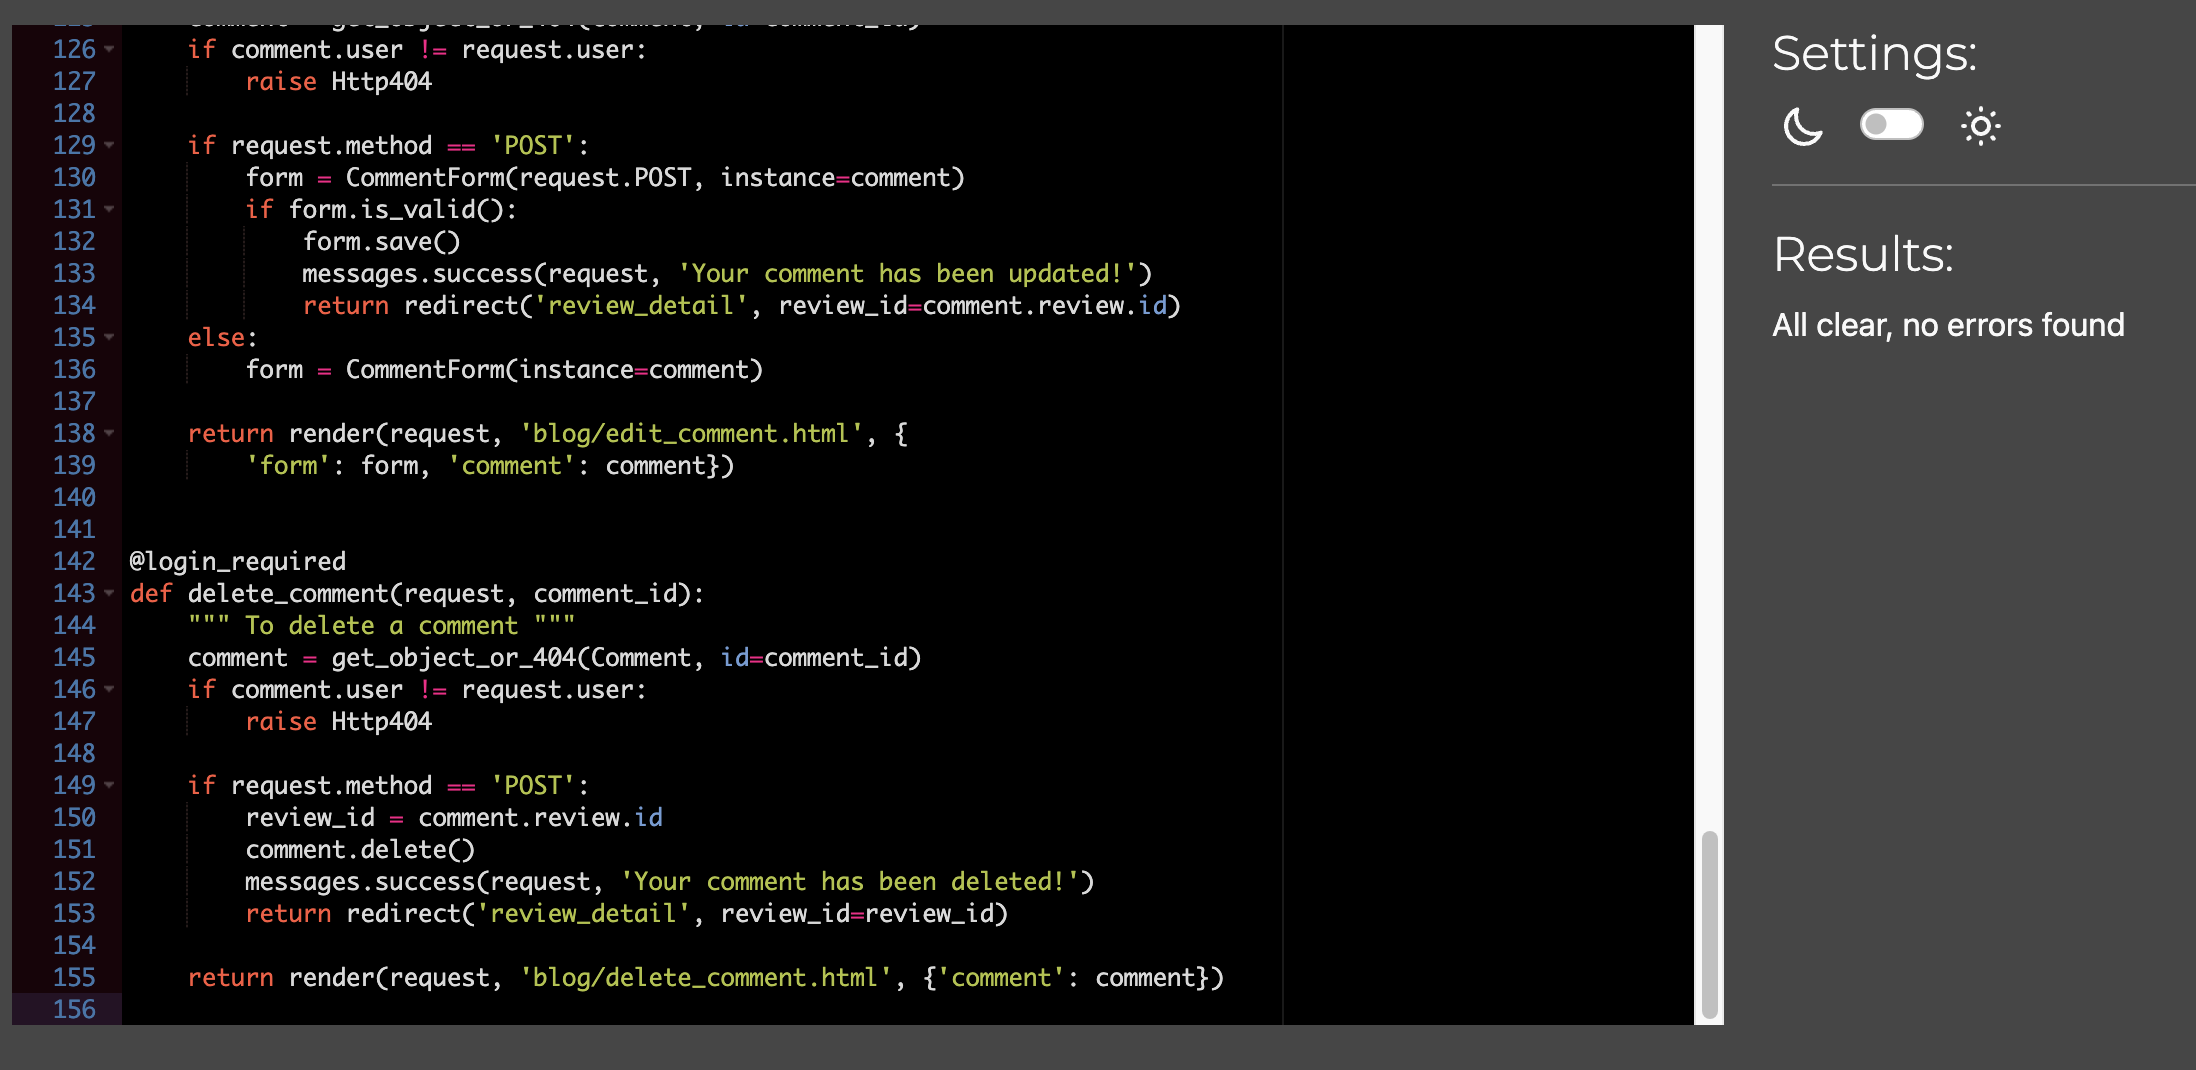 comment = get_object_or_404(Comment, id=comment_id)
126 if comment.user != request.user:
127 raise Http404
128
129 if request.method == 'POST':
130 form = CommentForm(request.POST, instance=comment)
131 if form.is_valid():
132 form.save()
133 messages.success(request, 'Your comment has been updated!')
134 return redirect('review_detail', review_id=comment.review.id)
135 else:
136 form = CommentForm(instance=comment)
137
138 return render(request, 'blog/edit_comment.html', {
139 'form': form, 'comment': comment})
140
141
142 @login_required
143 def delete_comment(request, comment_id):
144 """ To delete a comment """
145 comment = get_object_or_404(Comment, id=comment_id)
146 if comment.user != request.user:
147 raise Http404
148
149 if request.method == 'POST':
150 review_id = comment.review.id
151 comment.delete()
152 messages.success(request, 'Your comment has been deleted!')
153 return redirect('review_detail', review_id=review_id)
154
155 return render(request, 'blog/delete_comment.html', {'comment': comment})
156
Settings:
Results:
All clear, no errors found